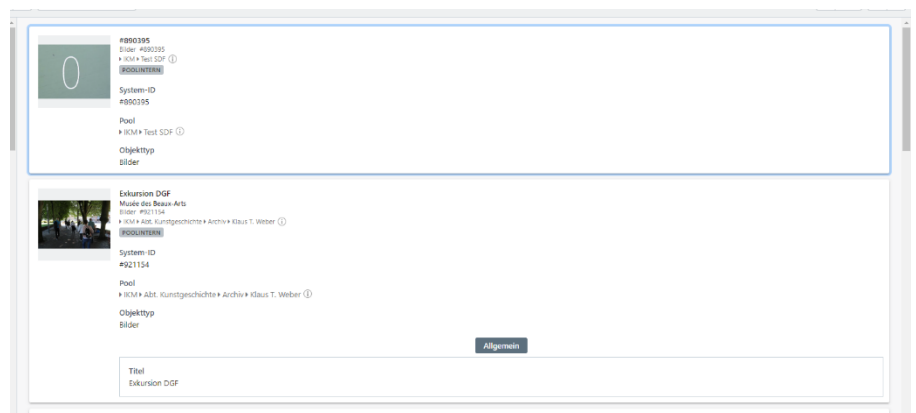 0
#890395
Bilder #890395
IKM Test SDF
POOLINTERN
System-ID
#890395
Pool
IKM Test SDF
Objekttyp
Bilder
Exkursion DGF
Musée des Beaux-Arts
Bilder #921154
IKM Abt. Kunstgeschichte Archiv Klaus T. Weber
POOLINTERN
System-ID
#921154
Pool
IKM Abt. Kunstgeschichte Archiv Klaus T. Weber
Objekttyp
Bilder
Allgemein
Titel
Exkursion DGF